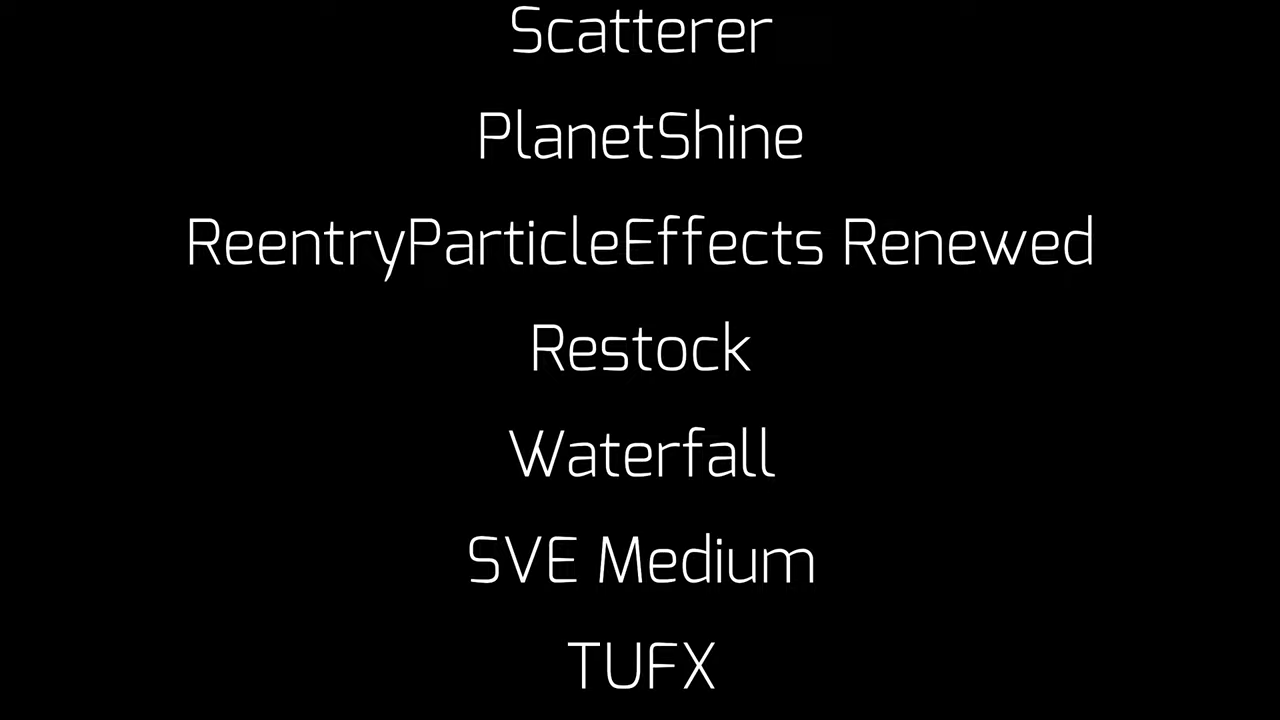 Scatterer
PlanetShine
ReentryParticleEffects Renewed
Restock
Waterfall
SVE Medium
TUFX